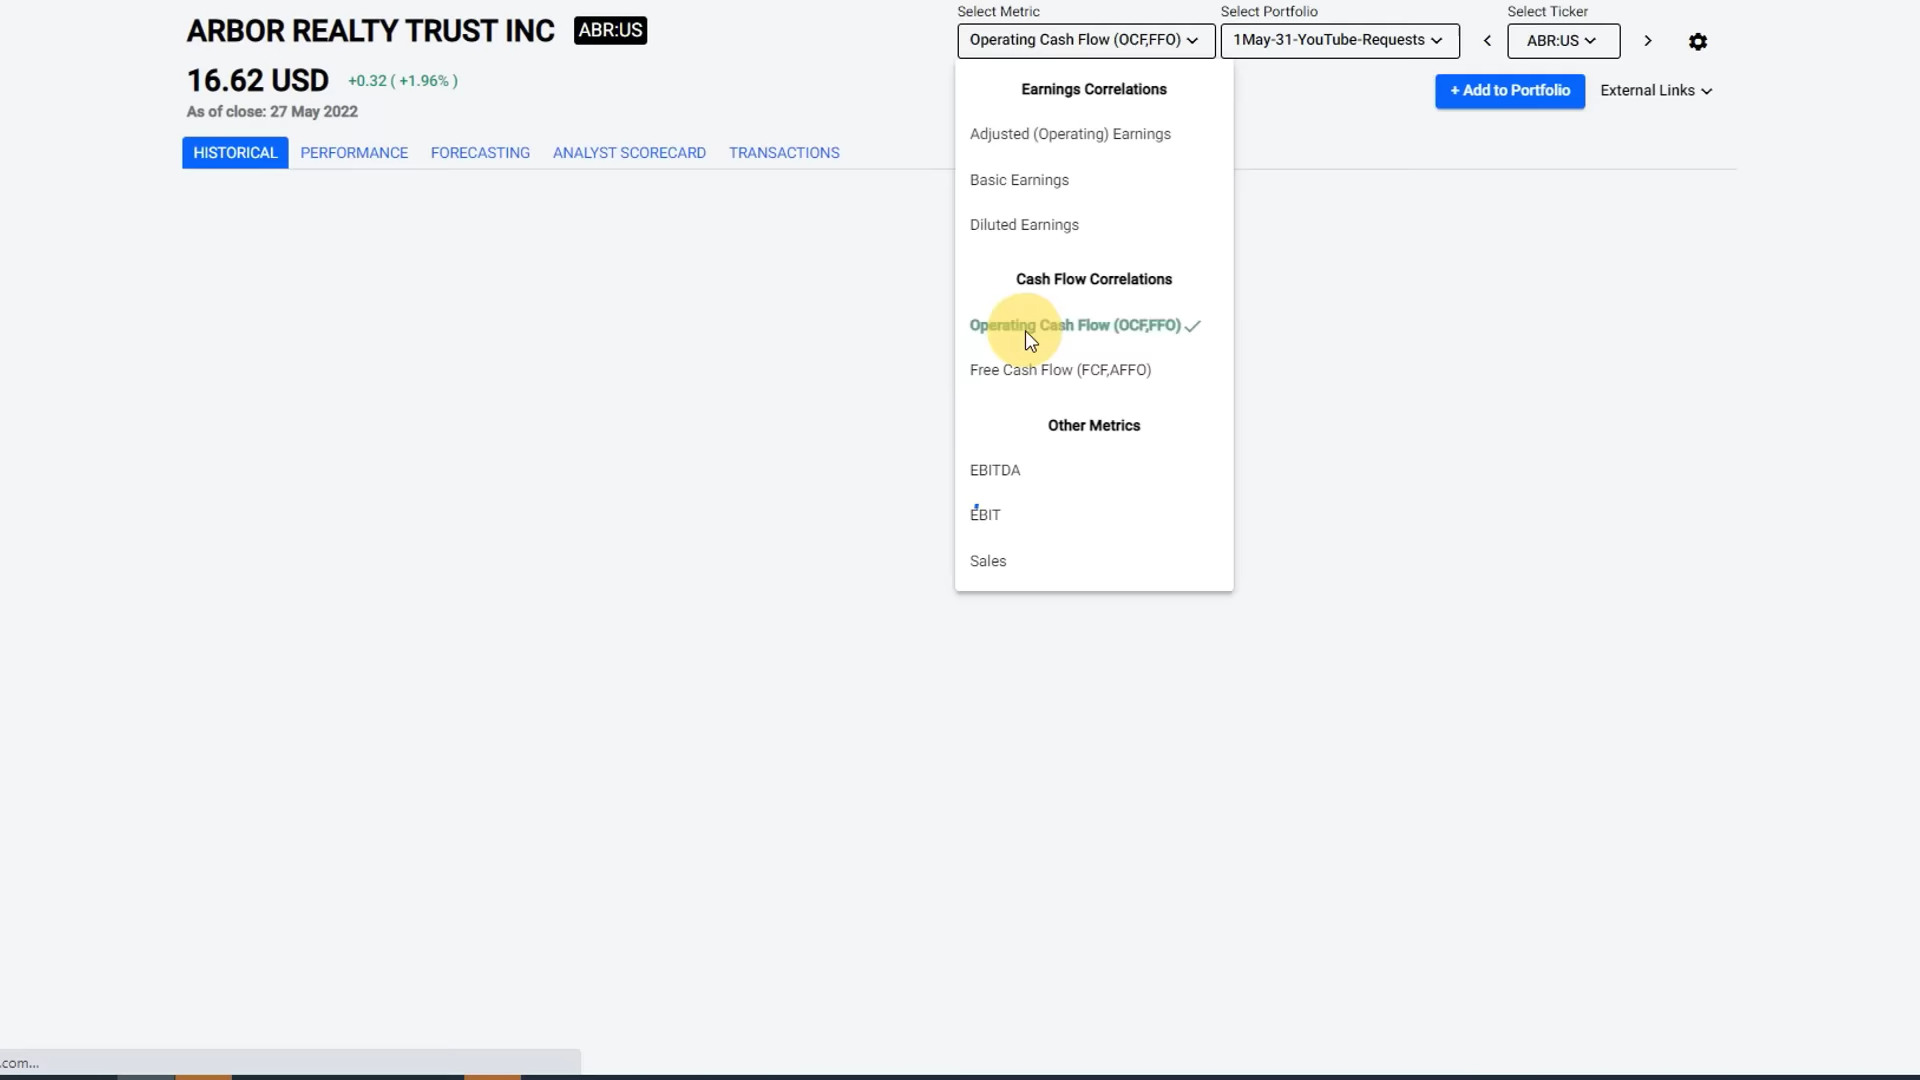 ARBOR REALTY TRUST INC ABR:US
16.62 USD +0.32 ( +1.96% )
As of close: 27 May 2022
HISTORICAL PERFORMANCE FORECASTING ANALYST SCORECARD TRANSACTIONS
Select Metric Select Portfolio Select Ticker
Operating Cash Flow (OCF,FFO) 1May-31-YouTube-Requests ABR:US
+ Add to Portfolio External Links
Earnings Correlations
Adjusted (Operating) Earnings
Basic Earnings
Diluted Earnings
Cash Flow Correlations
Operating Cash Flow (OCF,FFO)
Free Cash Flow (FCF,AFFO)
Other Metrics
EBITDA
EBIT
Sales
.com...